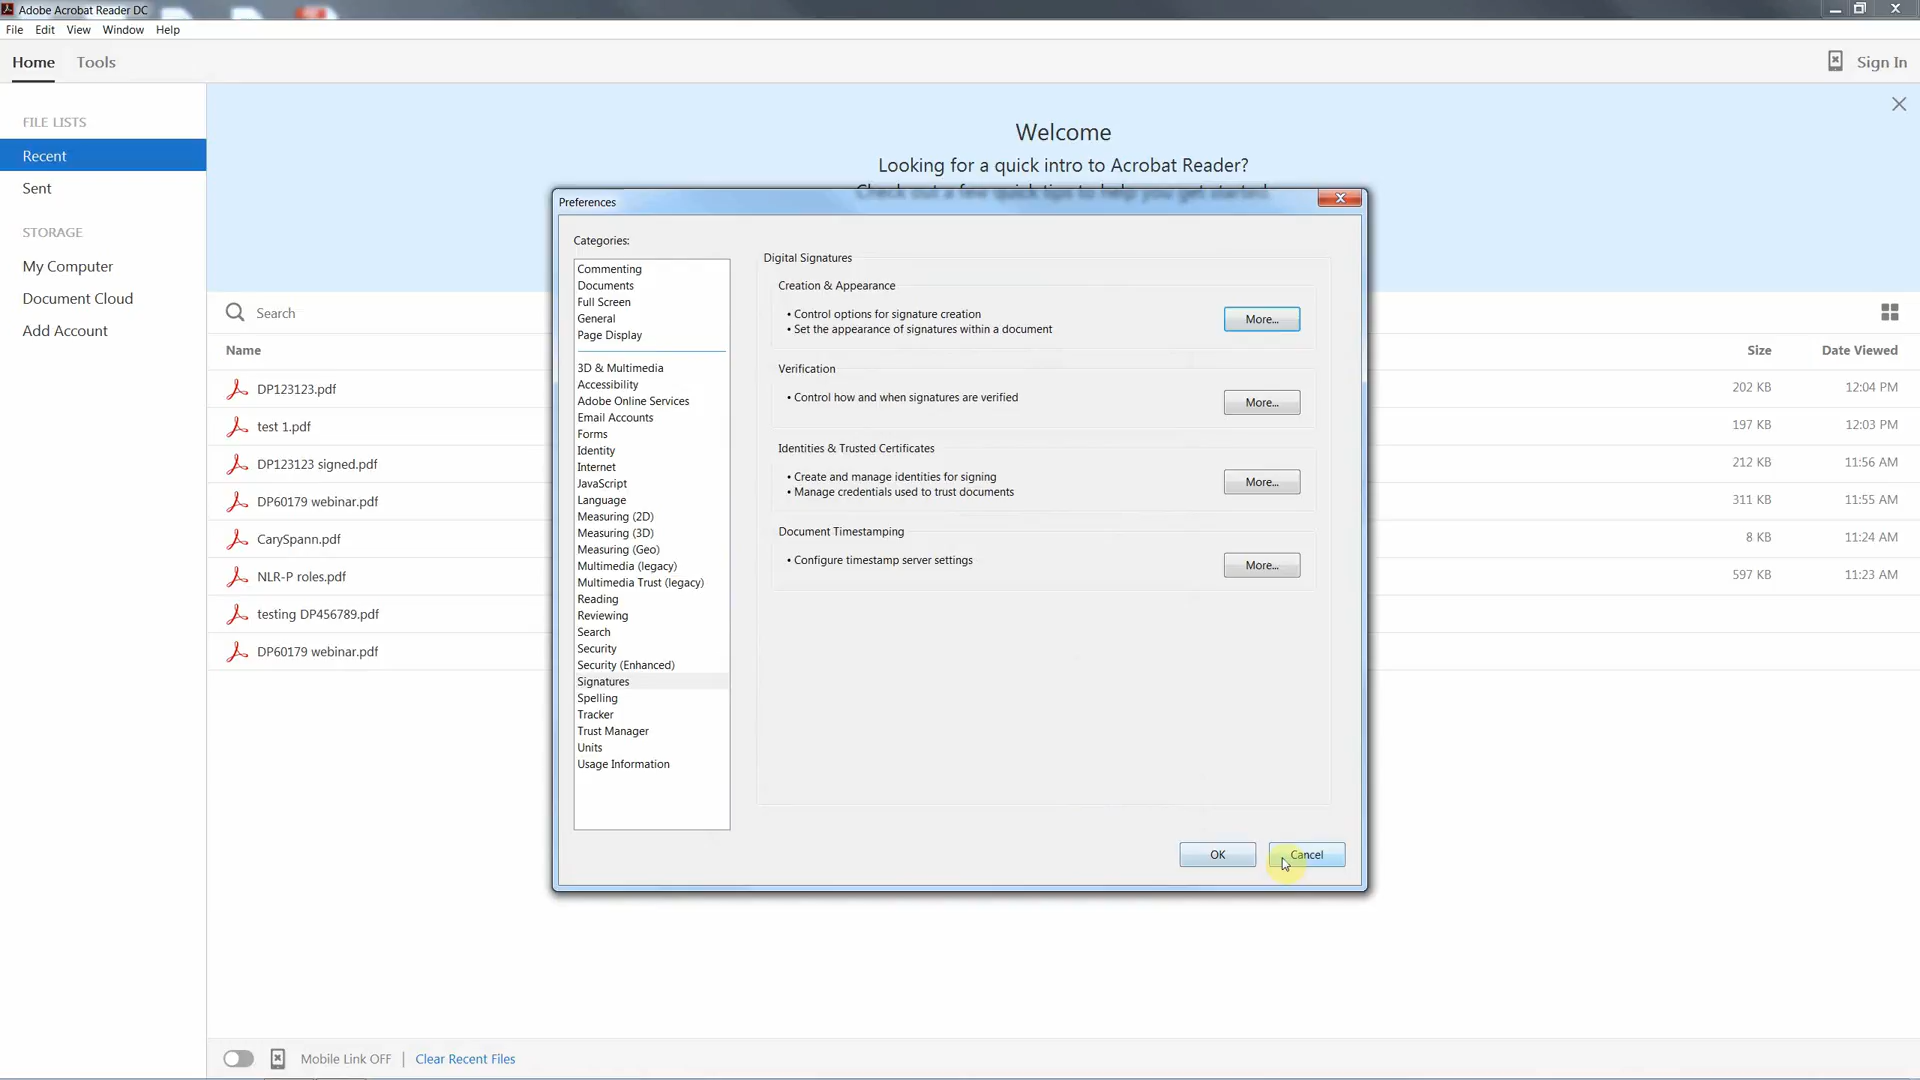 Adobe Acrobat Reader DC
File Edit View Window Help
Home Tools
Sign In
FILE LISTS
Recent
Sent
STORAGE
My Computer
Document Cloud
Add Account
Welcome
Looking for a quick intro to Acrobat Reader?
Check out a few quick tips to help you get started.
Search
Name
Size
Date Viewed
DP123123.pdf
202 KB
12:04 PM
test 1.pdf
197 KB
12:03 PM
DP123123 signed.pdf
212 KB
11:56 AM
DP60179 webinar.pdf
311 KB
11:55 AM
CarySpann.pdf
8 KB
11:24 AM
NLR-P roles.pdf
597 KB
11:23 AM
testing DP456789.pdf
DP60179 webinar.pdf
Preferences
Categories:
Commenting
Documents
Full Screen
General
Page Display
3D & Multimedia
Accessibility
Adobe Online Services
Email Accounts
Forms
Identity
Internet
JavaScript
Language
Measuring (2D)
Measuring (3D)
Measuring (Geo)
Multimedia (legacy)
Multimedia Trust (legacy)
Reading
Reviewing
Search
Security
Security (Enhanced)
Signatures
Spelling
Tracker
Trust Manager
Units
Usage Information
Digital Signatures
Creation & Appearance
• Control options for signature creation
• Set the appearance of signatures within a document
More...
Verification
• Control how and when signatures are verified
More...
Identities & Trusted Certificates
• Create and manage identities for signing
• Manage credentials used to trust documents
More...
Document Timestamping
• Configure timestamp server settings
More...
OK
Cancel
Mobile Link OFF | Clear Recent Files